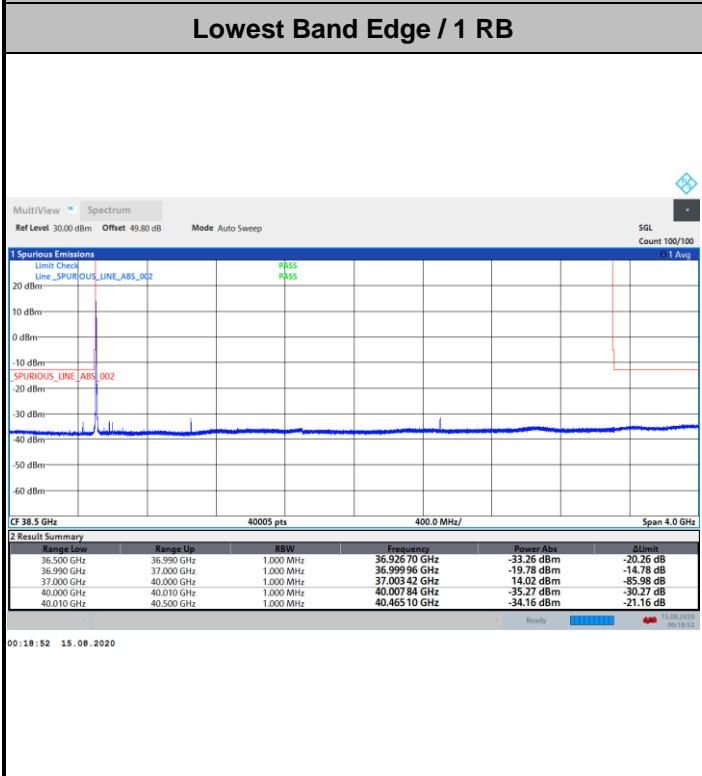 Lowest Band Edge / 1 RB
MultiView Spectrum
Ref Level 30.00 dBm Offset 49.80 dB Mode Auto Sweep SGL
Count 100/100
1 Spurious Emissions 1 Avg
Limit Check PASS
Line _SPURIOUS_LINE_ABS_002 PASS
20 dBm
10 dBm
0 dBm
-10 dBm
_SPURIOUS_LINE_ABS_002
-20 dBm
-30 dBm
-40 dBm
-50 dBm
-60 dBm
CF 38.5 GHz 40005 pts 400.0 MHz/ Span 4.0 GHz
2 Result Summary
Range Low Range Up RBW Frequency Power Abs ΔLimit
36.500 GHz 36.990 GHz 1.000 MHz 36.926 70 GHz -33.26 dBm -20.26 dB
36.990 GHz 37.000 GHz 1.000 MHz 36.999 96 GHz -19.78 dBm -14.78 dB
37.000 GHz 40.000 GHz 1.000 MHz 37.003 42 GHz 14.02 dBm -85.98 dB
40.000 GHz 40.010 GHz 1.000 MHz 40.007 84 GHz -35.27 dBm -30.27 dB
40.010 GHz 40.500 GHz 1.000 MHz 40.465 10 GHz -34.16 dBm -21.16 dB
Ready 15.08.2020
00:18:52
00:18:52 15.08.2020